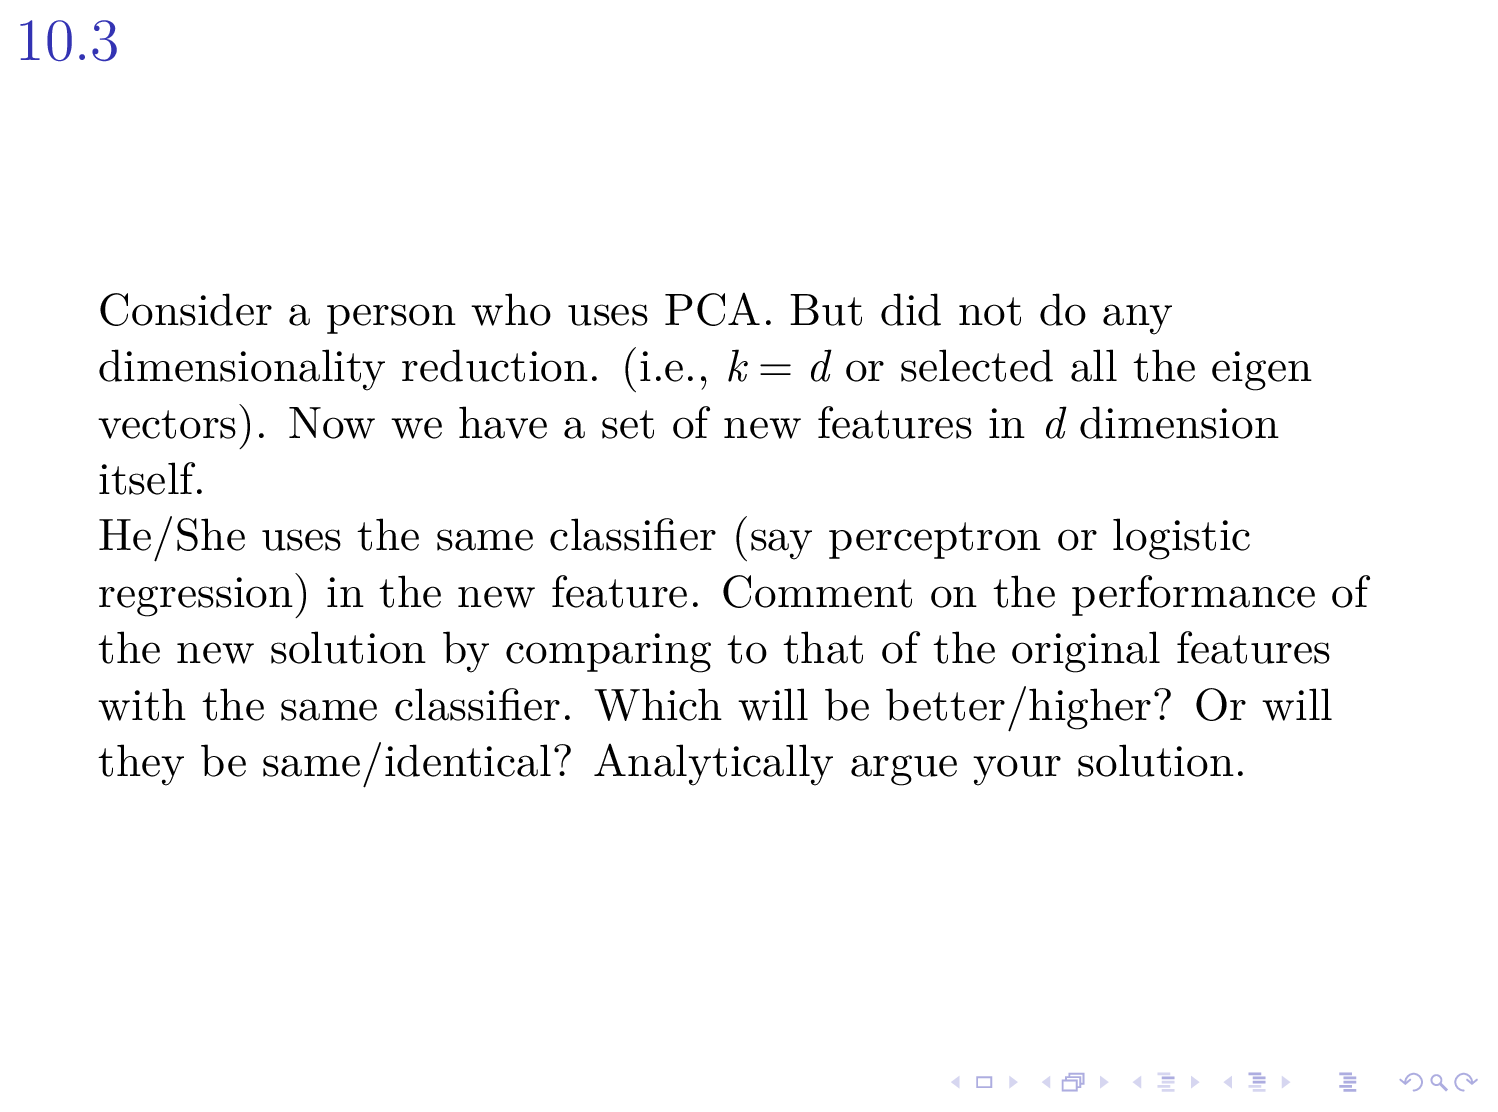 10.3
Consider a person who uses PCA. But did not do any
dimensionality reduction. (i.e., k = d or selected all the eigen
vectors). Now we have a set of new features in d dimension
itself.
He/She uses the same classifier (say perceptron or logistic
regression) in the new feature. Comment on the performance of
the new solution by comparing to that of the original features
with the same classifier. Which will be better/higher? Or will
they be same/identical? Analytically argue your solution.